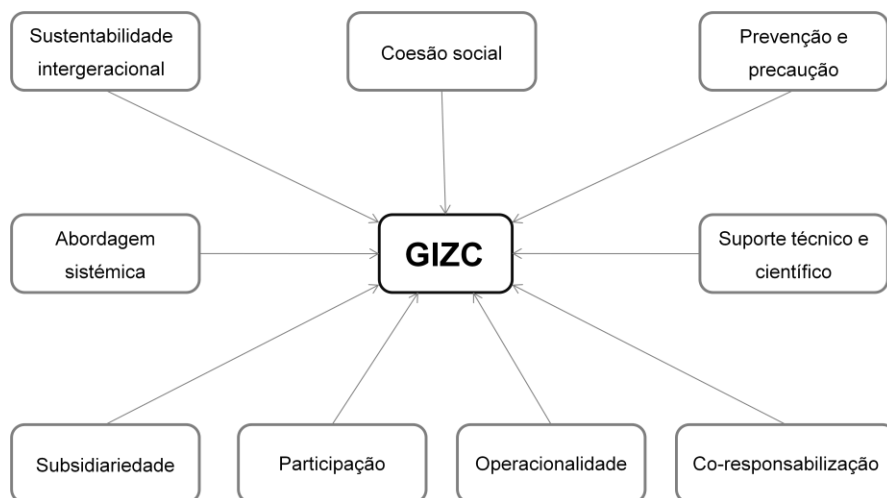 Sustentabilidade
intergeracional
Coesão social
Prevenção e
precaução
Abordagem
sistémica
GIZC
Suporte técnico e
científico
Subsidiariedade
Participação
Operacionalidade
Co-responsabilização